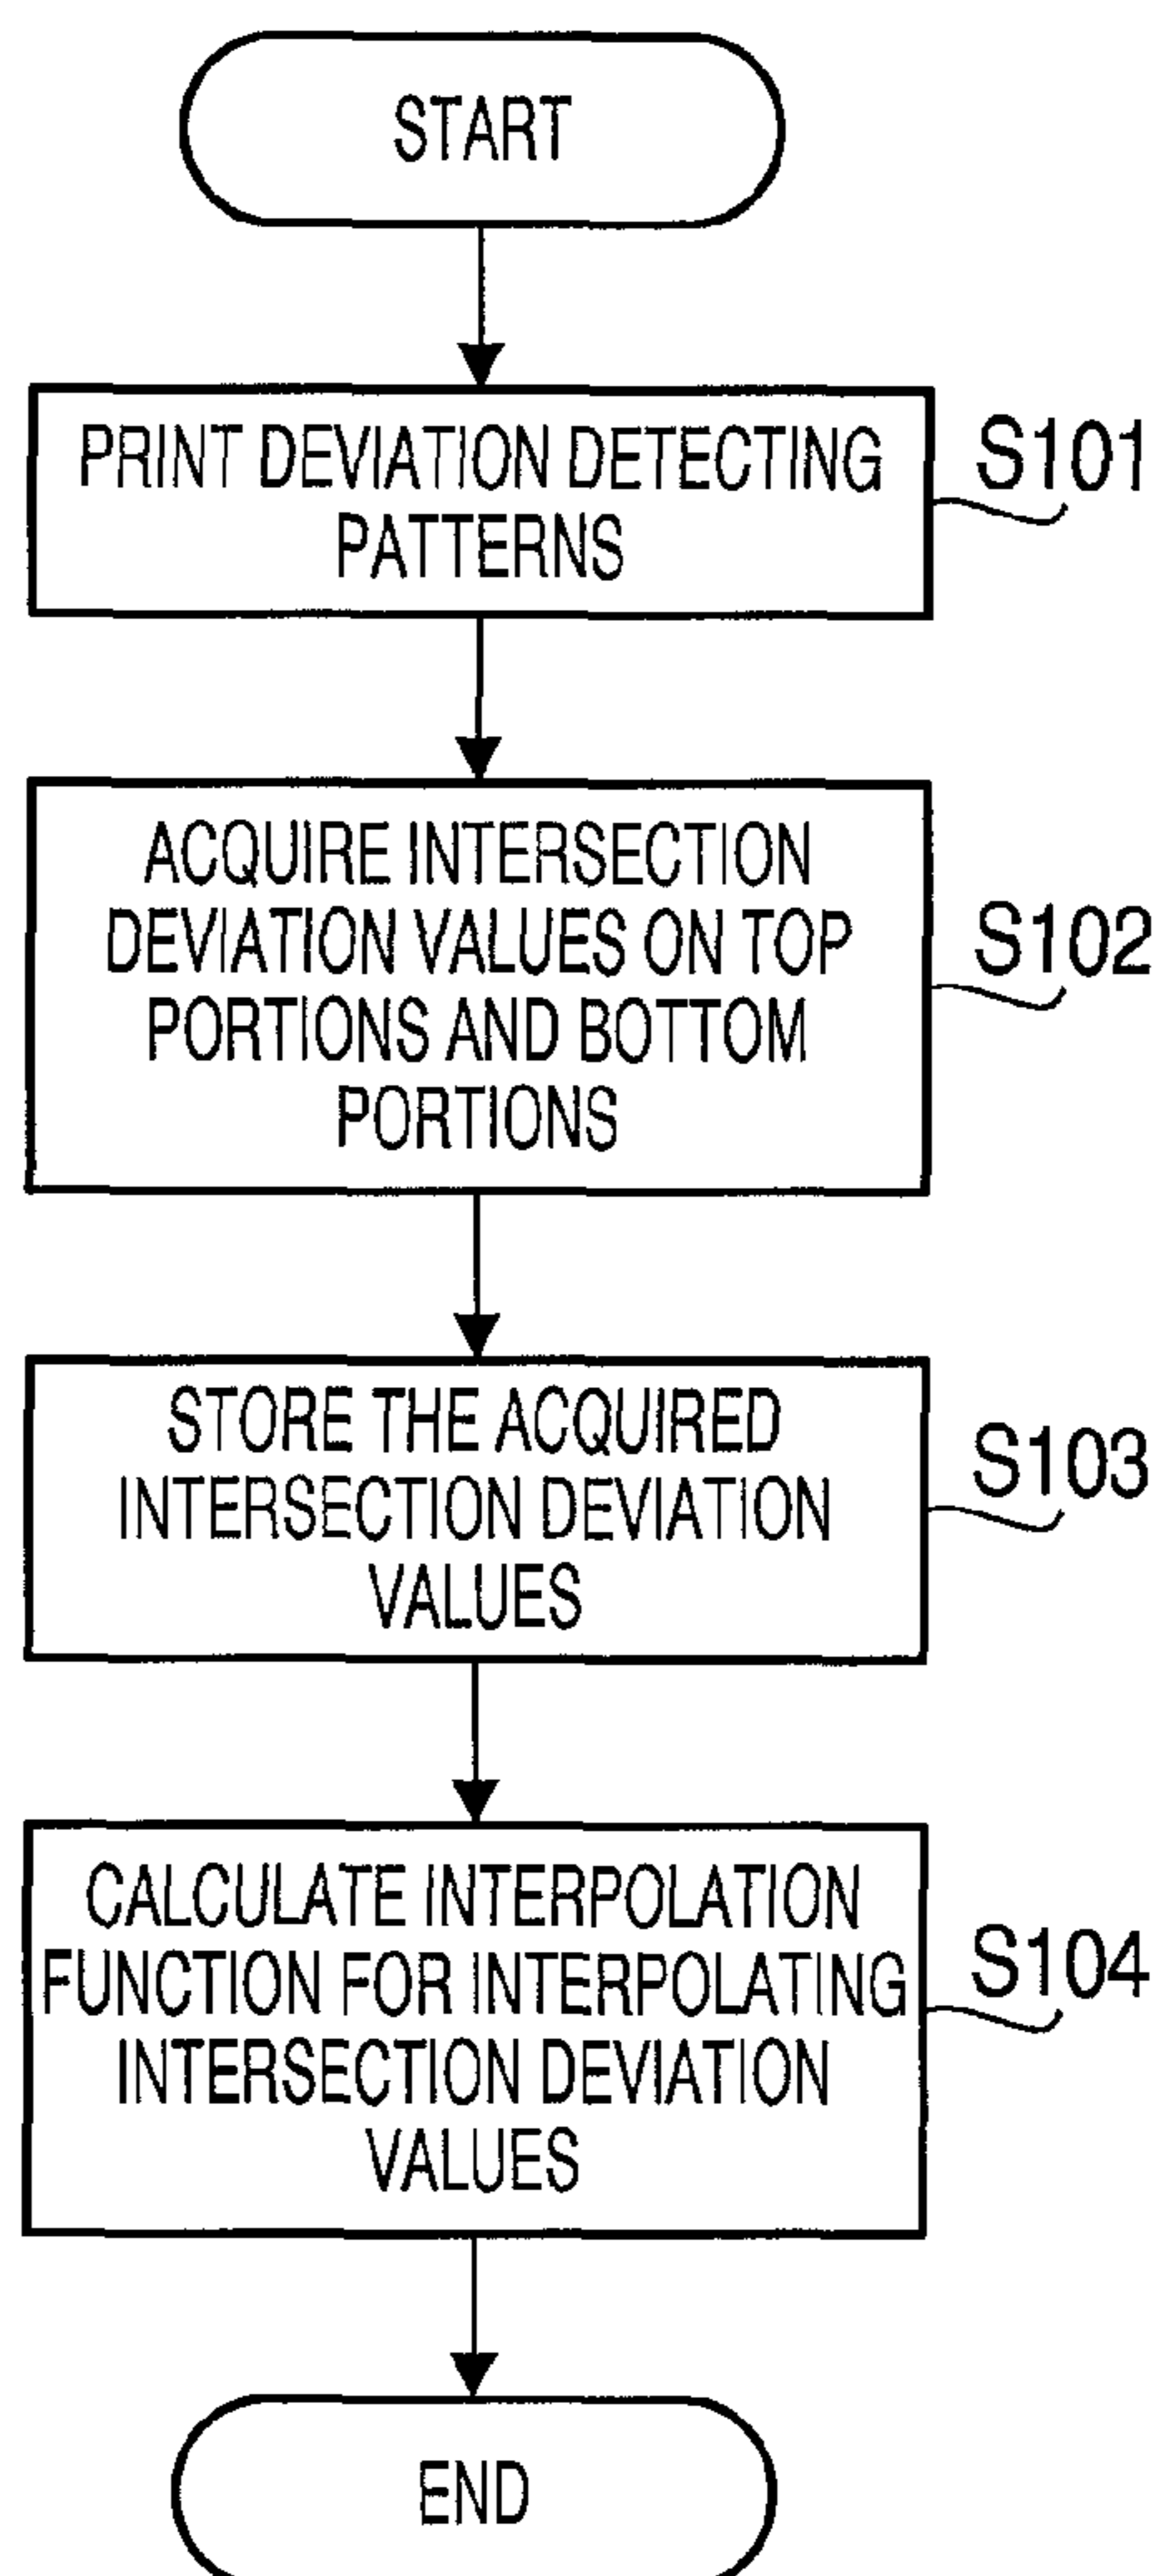 START
PRINT DEVIATION DETECTING
PATTERNS
S101
ACQUIRE INTERSECTION
DEVIATION VALUES ON TOP
PORTIONS AND BOTTOM
PORTIONS
S102
STORE THE ACQUIRED
INTERSECTION DEVIATION
VALUES
S103
CALCULATE INTERPOLATION
FUNCTION FOR INTERPOLATING
INTERSECTION DEVIATION
VALUES
S104
END